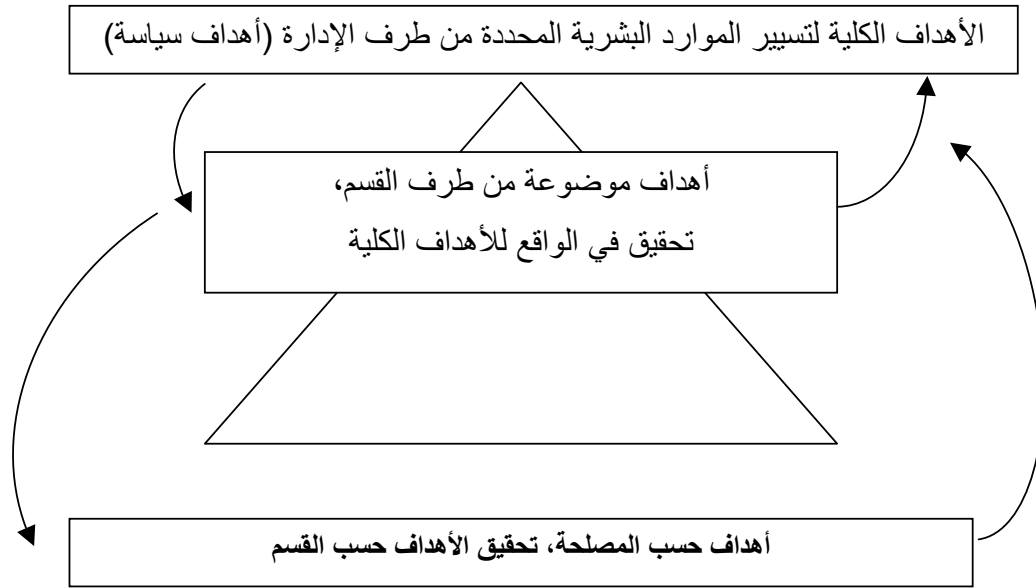 الأهداف الكلية لتسيير الموارد البشرية المحددة من طرف الإدارة (أهداف سياسة)
أهداف موضوعة من طرف القسم،
تحقيق في الواقع للأهداف الكلية
أهداف حسب المصلحة، تحقيق الأهداف حسب القسم